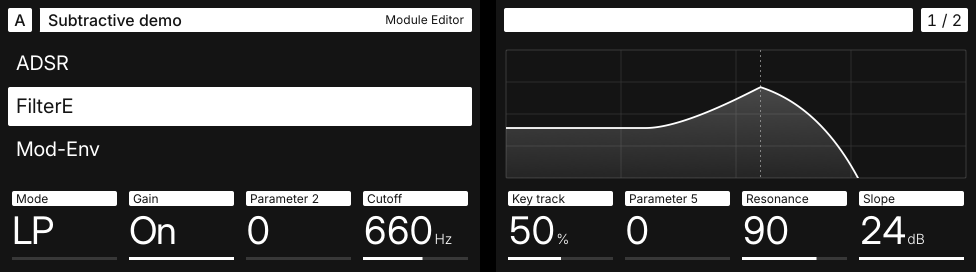 A Subtractive demo Module Editor
1 / 2
ADSR
FilterE
Mod-Env
Mode Gain Parameter 2 Cutoff
LP On 0 660 Hz
Key track Parameter 5 Resonance Slope
50 % 0 90 24 dB